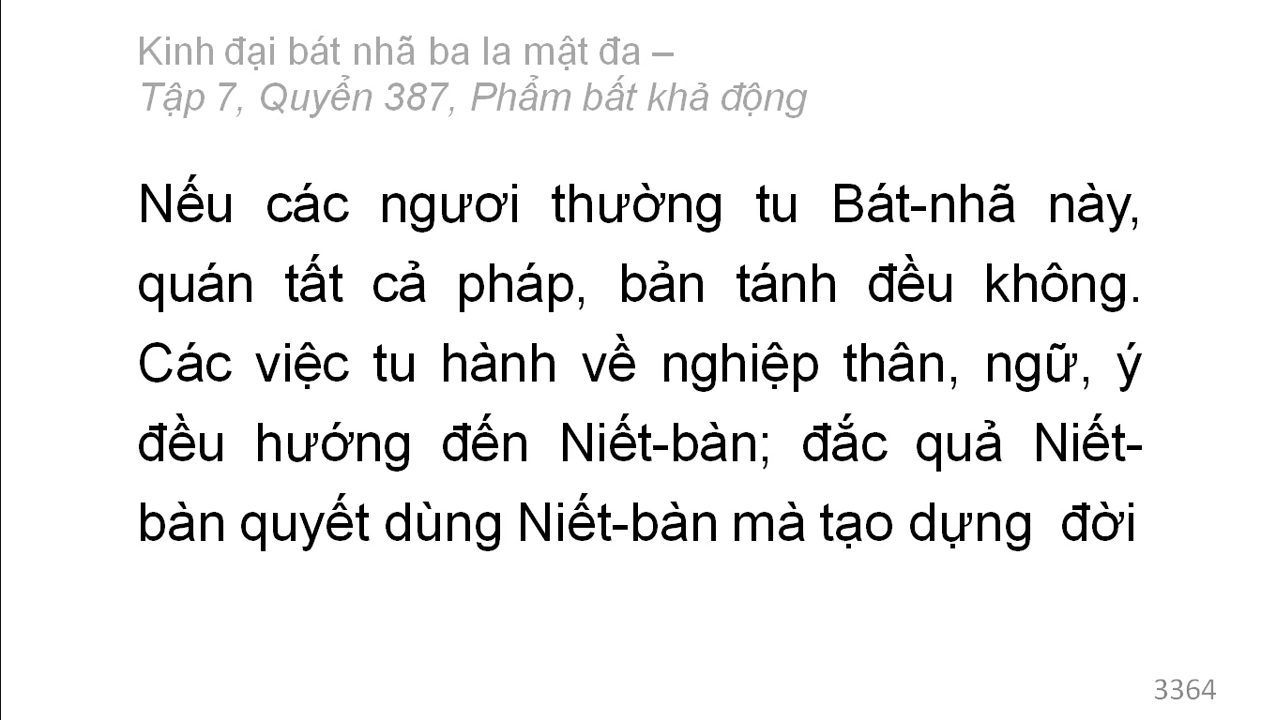 Kinh đại bát nhã ba la mật đa –
Tập 7, Quyển 387, Phẩm bất khả động
Nếu các ngươi thường tu Bát-nhã này,
quán tất cả pháp, bản tánh đều không.
Các việc tu hành về nghiệp thân, ngữ, ý
đều hướng đến Niết-bàn; đắc quả Niết-
bàn quyết dùng Niết-bàn mà tạo dựng đời
3364